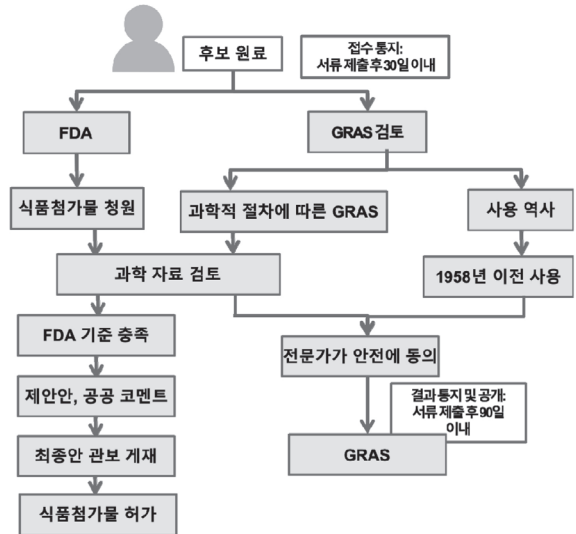 후보 원료
접수 통지:
서류 제출 후 30일 이내
FDA
GRAS 검토
식품첨가물 청원
과학적 절차에 따른 GRAS
사용 역사
과학 자료 검토
1958년 이전 사용
FDA 기준 충족
전문가가 안전에 동의
제안안, 공공 코멘트
결과 통지 및 공개:
서류 제출 후 90일
이내
최종안 관보 게재
GRAS
식품첨가물 허가